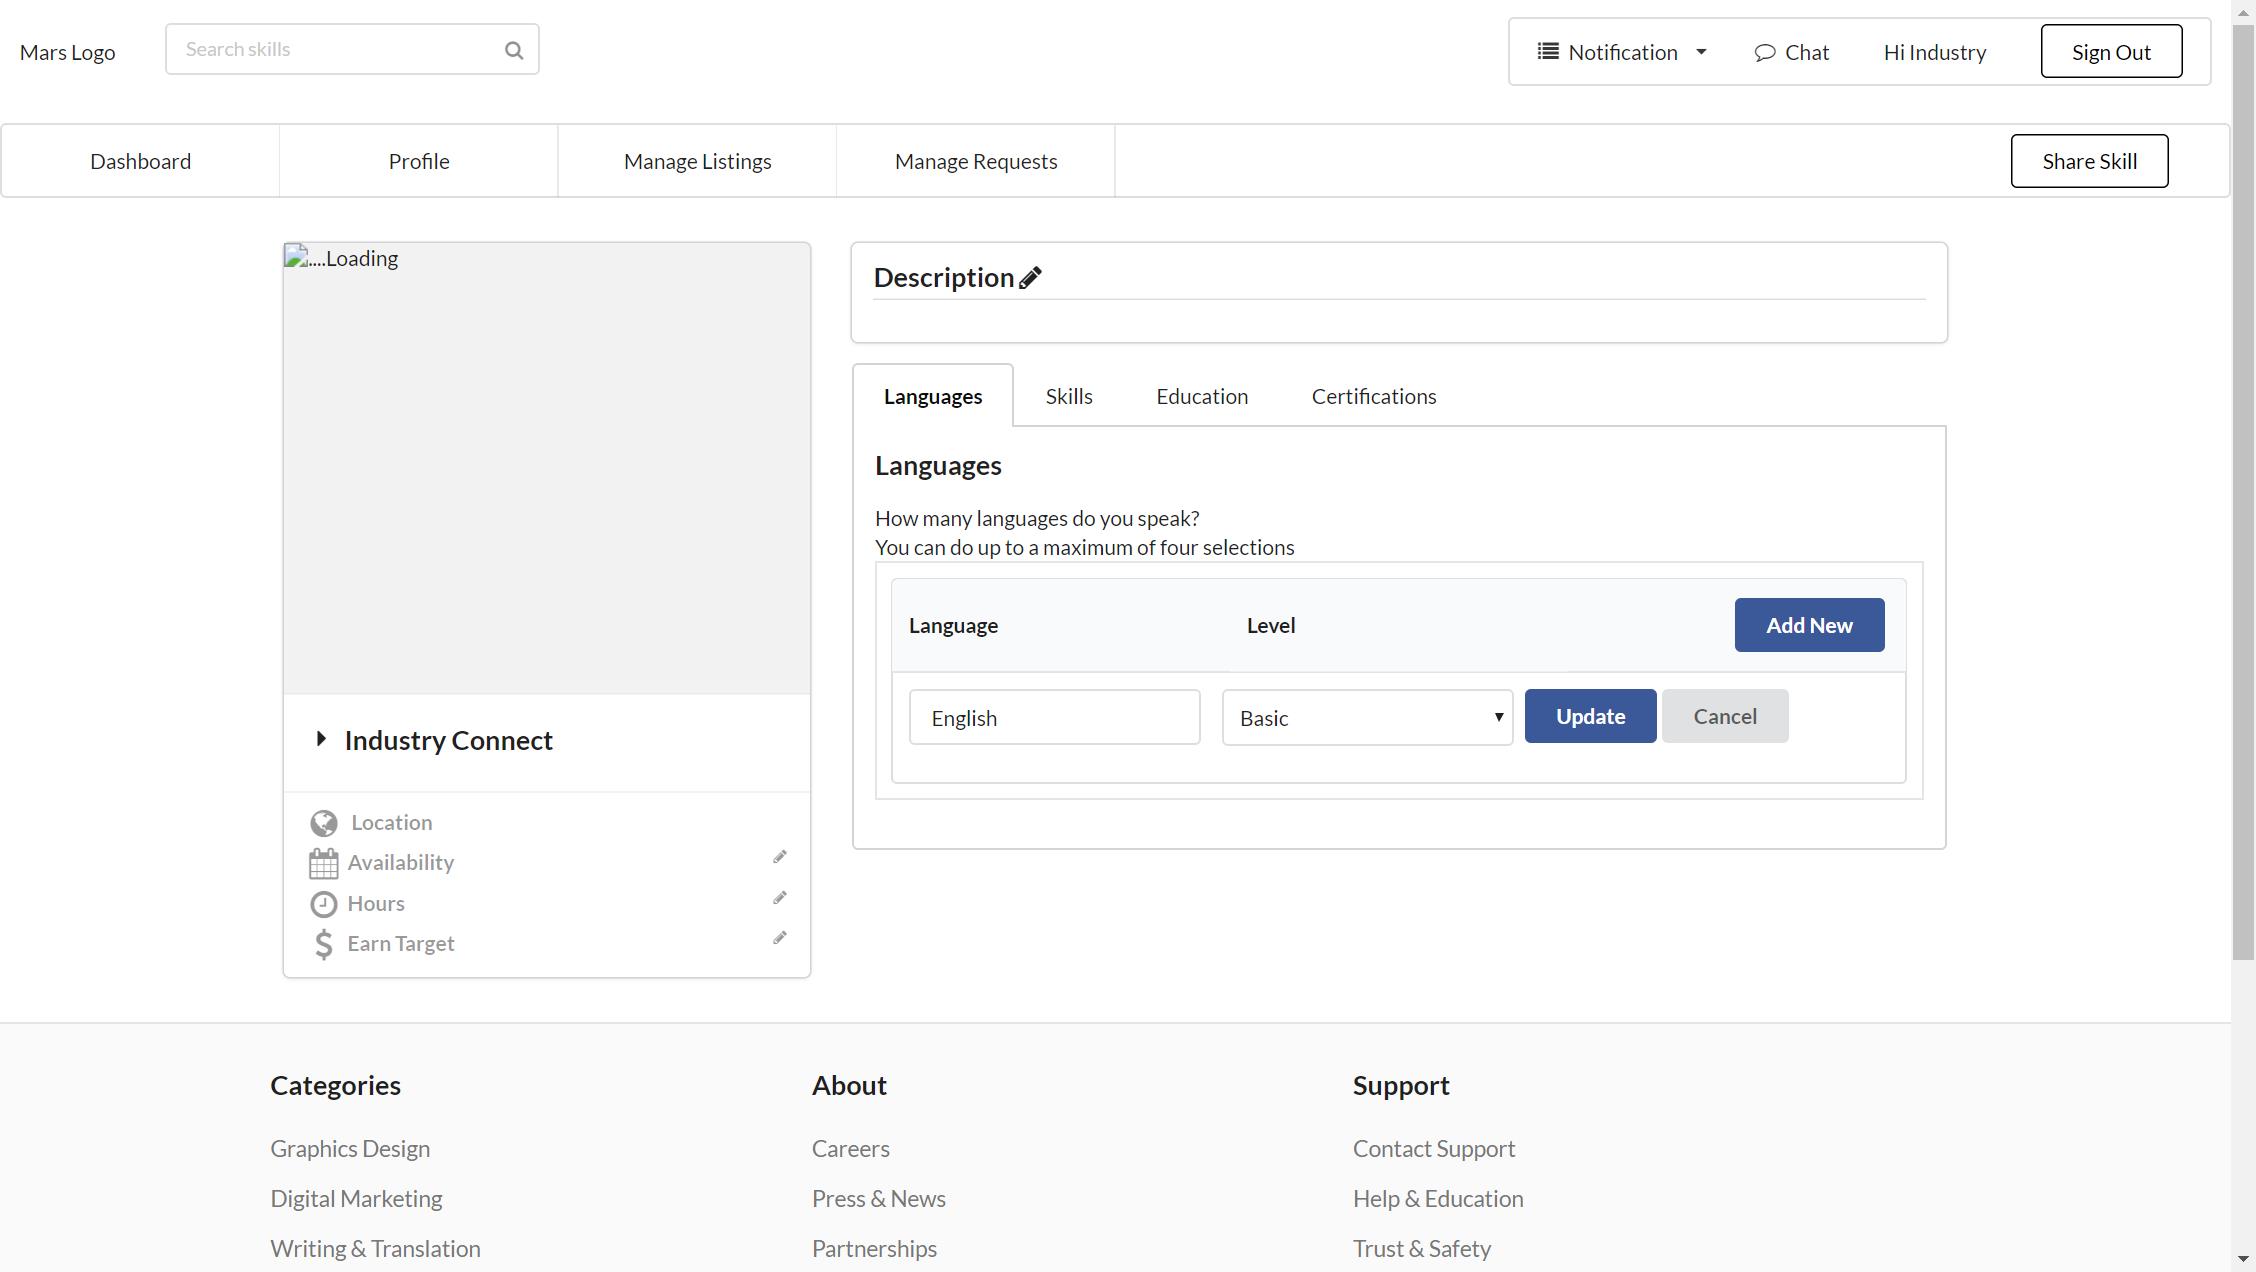 Mars Logo
Search skills
Notification
Chat
Hi Industry
Sign Out
Dashboard
Profile
Manage Listings
Manage Requests
Share Skill
....Loading
Industry Connect
Location
Availability
Hours
Earn Target
Description
Languages
Skills
Education
Certifications
Languages
How many languages do you speak?
You can do up to a maximum of four selections
Language
Level
Add New
English
Basic
Update
Cancel
Categories
Graphics Design
Digital Marketing
Writing & Translation
About
Careers
Press & News
Partnerships
Support
Contact Support
Help & Education
Trust & Safety